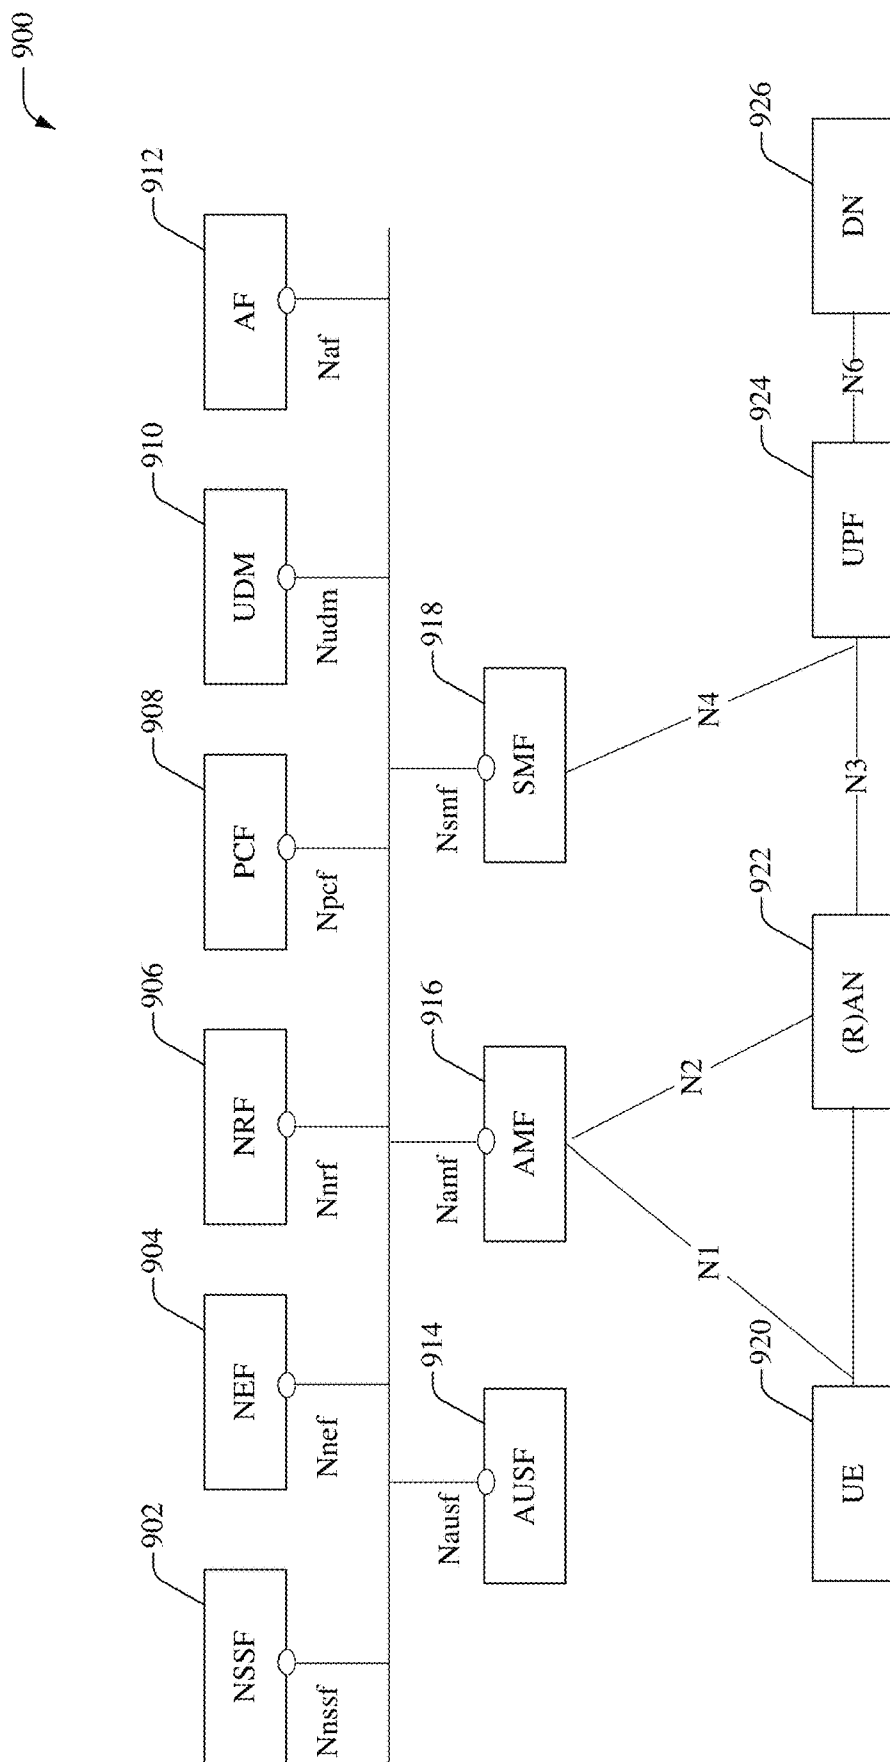 900
902
904
906
908
910
912
NSSF
NEF
NRF
PCF
UDM
AF
Nnssf
Nnef
Nnrf
Npcf
Nudm
Naf
Nausf
Namf
Nsmf
914
916
918
AUSF
AMF
SMF
N1
N2
N4
920
922
924
926
UE
(R)AN
N3
UPF
N6
DN